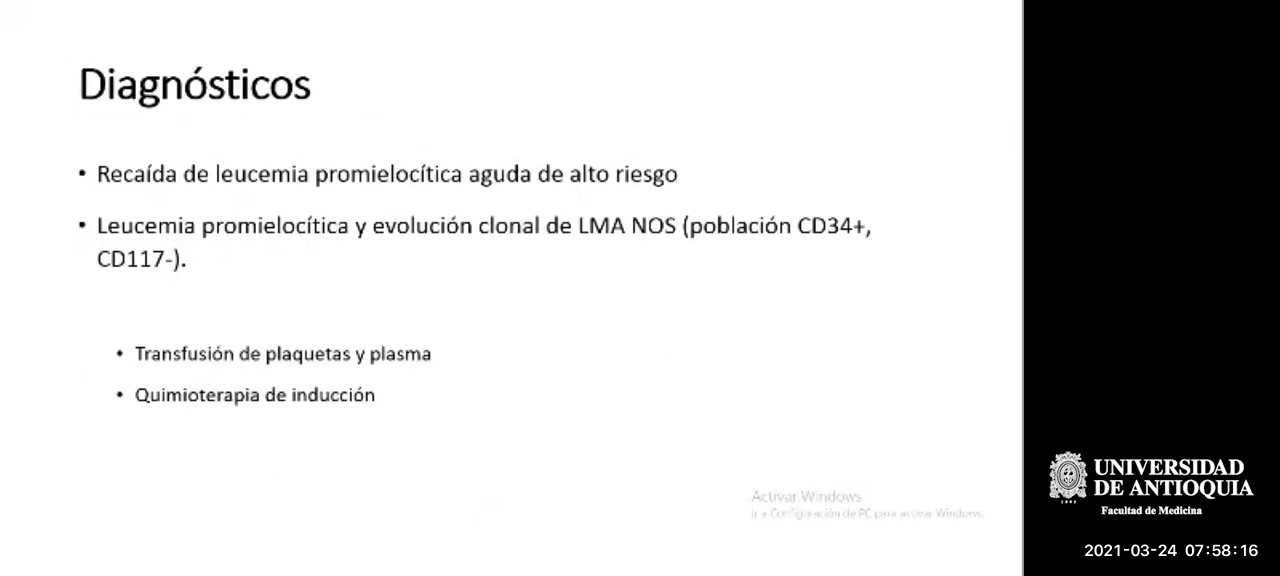 Diagnósticos
• Recaída de leucemia promielocítica aguda de alto riesgo
• Leucemia promielocítica y evolución clonal de LMA NOS (población CD34+,
CD117-).
• Transfusión de plaquetas y plasma
• Quimioterapia de inducción
Activar Windows
Ir a Configuración de PC para activar Windows.
UNIVERSIDAD
DE ANTIOQUIA
1803
Facultad de Medicina
2021-03-24 07:58:16